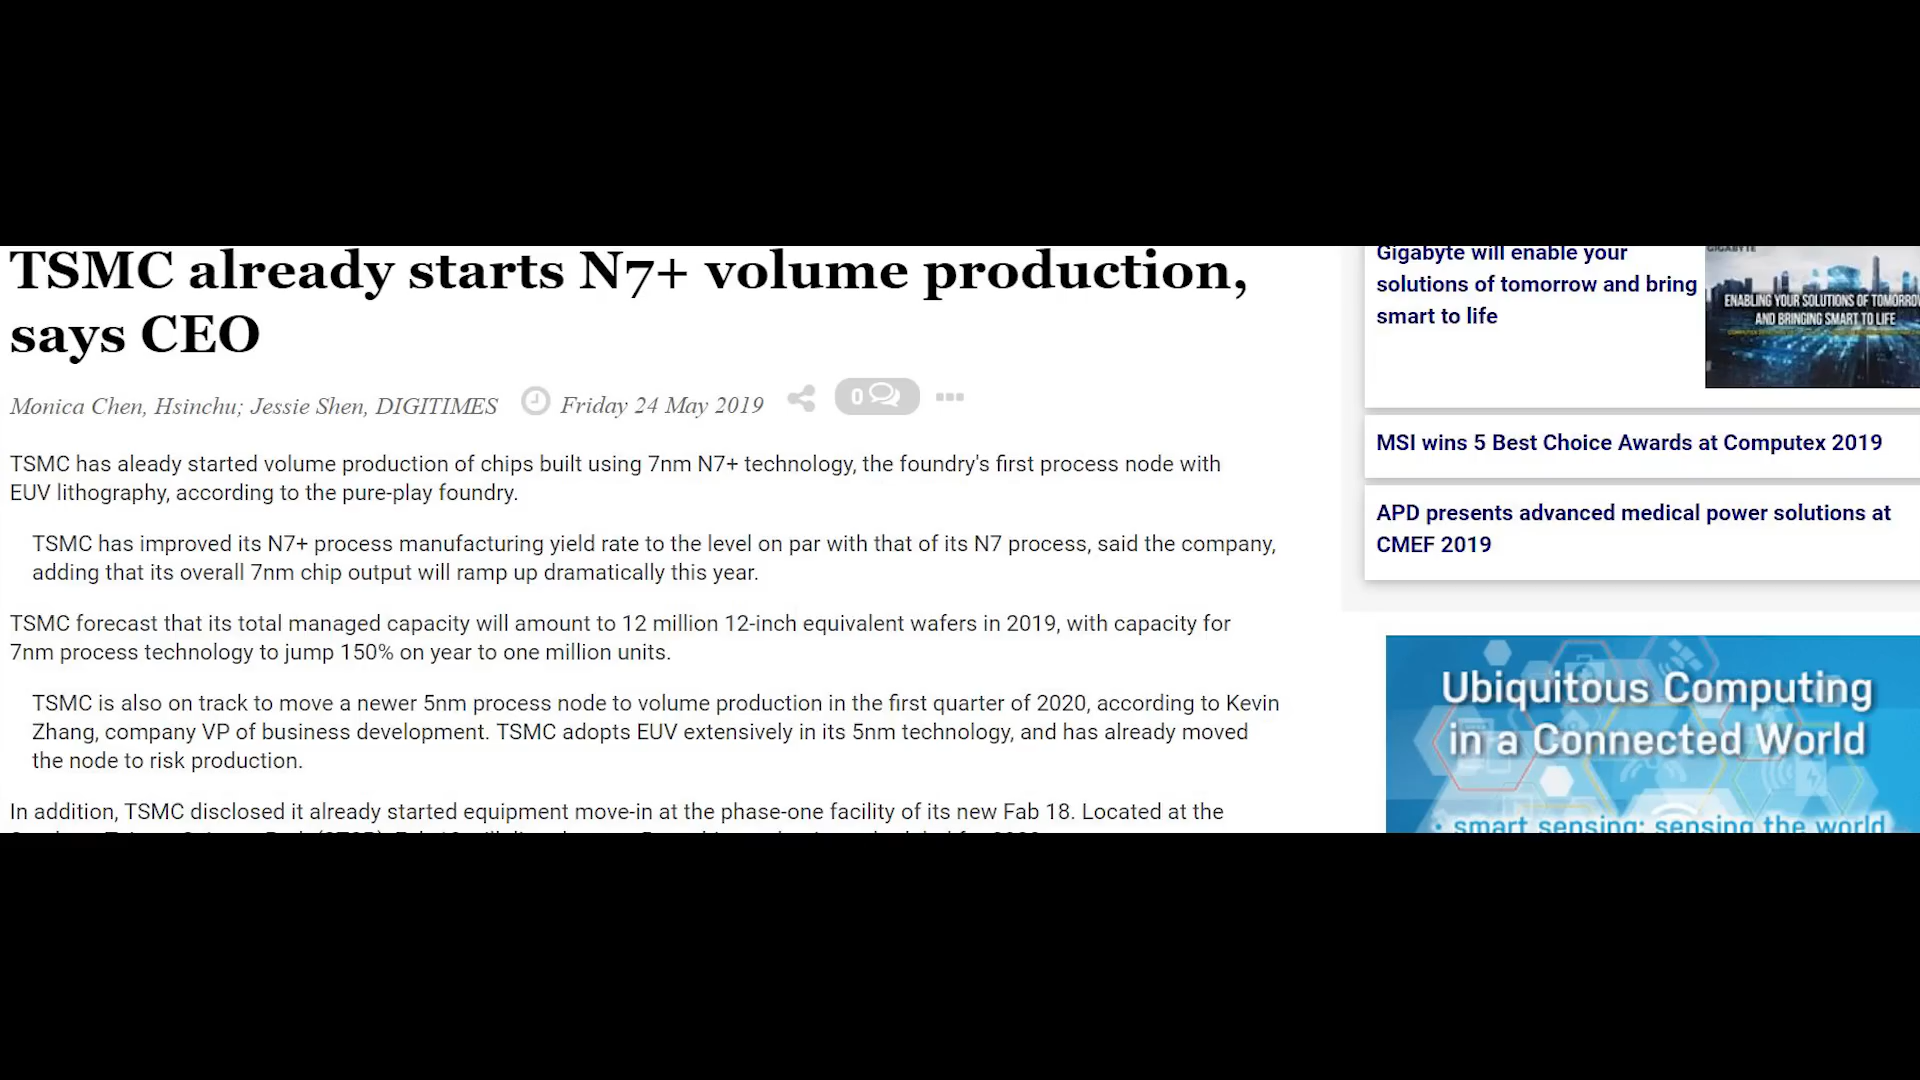 TSMC already starts N7+ volume production,
says CEO
Monica Chen, Hsinchu; Jessie Shen, DIGITIMES Friday 24 May 2019 0
TSMC has aleady started volume production of chips built using 7nm N7+ technology, the foundry's first process node with
EUV lithography, according to the pure-play foundry.
TSMC has improved its N7+ process manufacturing yield rate to the level on par with that of its N7 process, said the company,
adding that its overall 7nm chip output will ramp up dramatically this year.
TSMC forecast that its total managed capacity will amount to 12 million 12-inch equivalent wafers in 2019, with capacity for
7nm process technology to jump 150% on year to one million units.
TSMC is also on track to move a newer 5nm process node to volume production in the first quarter of 2020, according to Kevin
Zhang, company VP of business development. TSMC adopts EUV extensively in its 5nm technology, and has already moved
the node to risk production.
In addition, TSMC disclosed it already started equipment move-in at the phase-one facility of its new Fab 18. Located at the
Gigabyte will enable your
solutions of tomorrow and bring
smart to life
GIGABYTE
ENABLING YOUR SOLUTIONS OF TOMORROW
AND BRINGING SMART TO LIFE
MSI wins 5 Best Choice Awards at Computex 2019
APD presents advanced medical power solutions at
CMEF 2019
Ubiquitous Computing
in a Connected World
• smart sensing: sensing the world